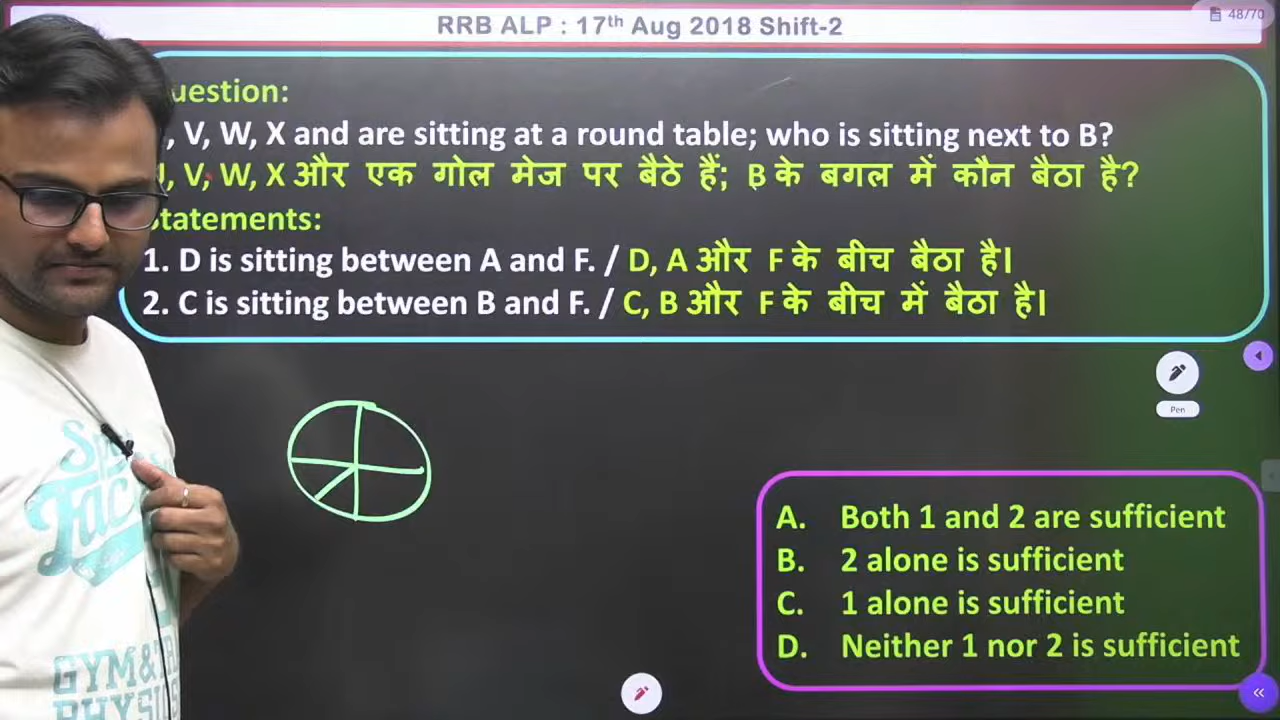 RRB ALP : 17th Aug 2018 Shift-2
48/70
uestion:
, V, W, X and are sitting at a round table; who is sitting next to B?
, V, W, X और एक गोल मेज पर बैठे हैं; B के बगल में कौन बैठा है?
tatements:
1. D is sitting between A and F. / D, A और F के बीच बैठा है।
2. C is sitting between B and F. / C, B और F के बीच में बैठा है।
Pen
A. Both 1 and 2 are sufficient
B. 2 alone is sufficient
C. 1 alone is sufficient
D. Neither 1 nor 2 is sufficient
GYM&